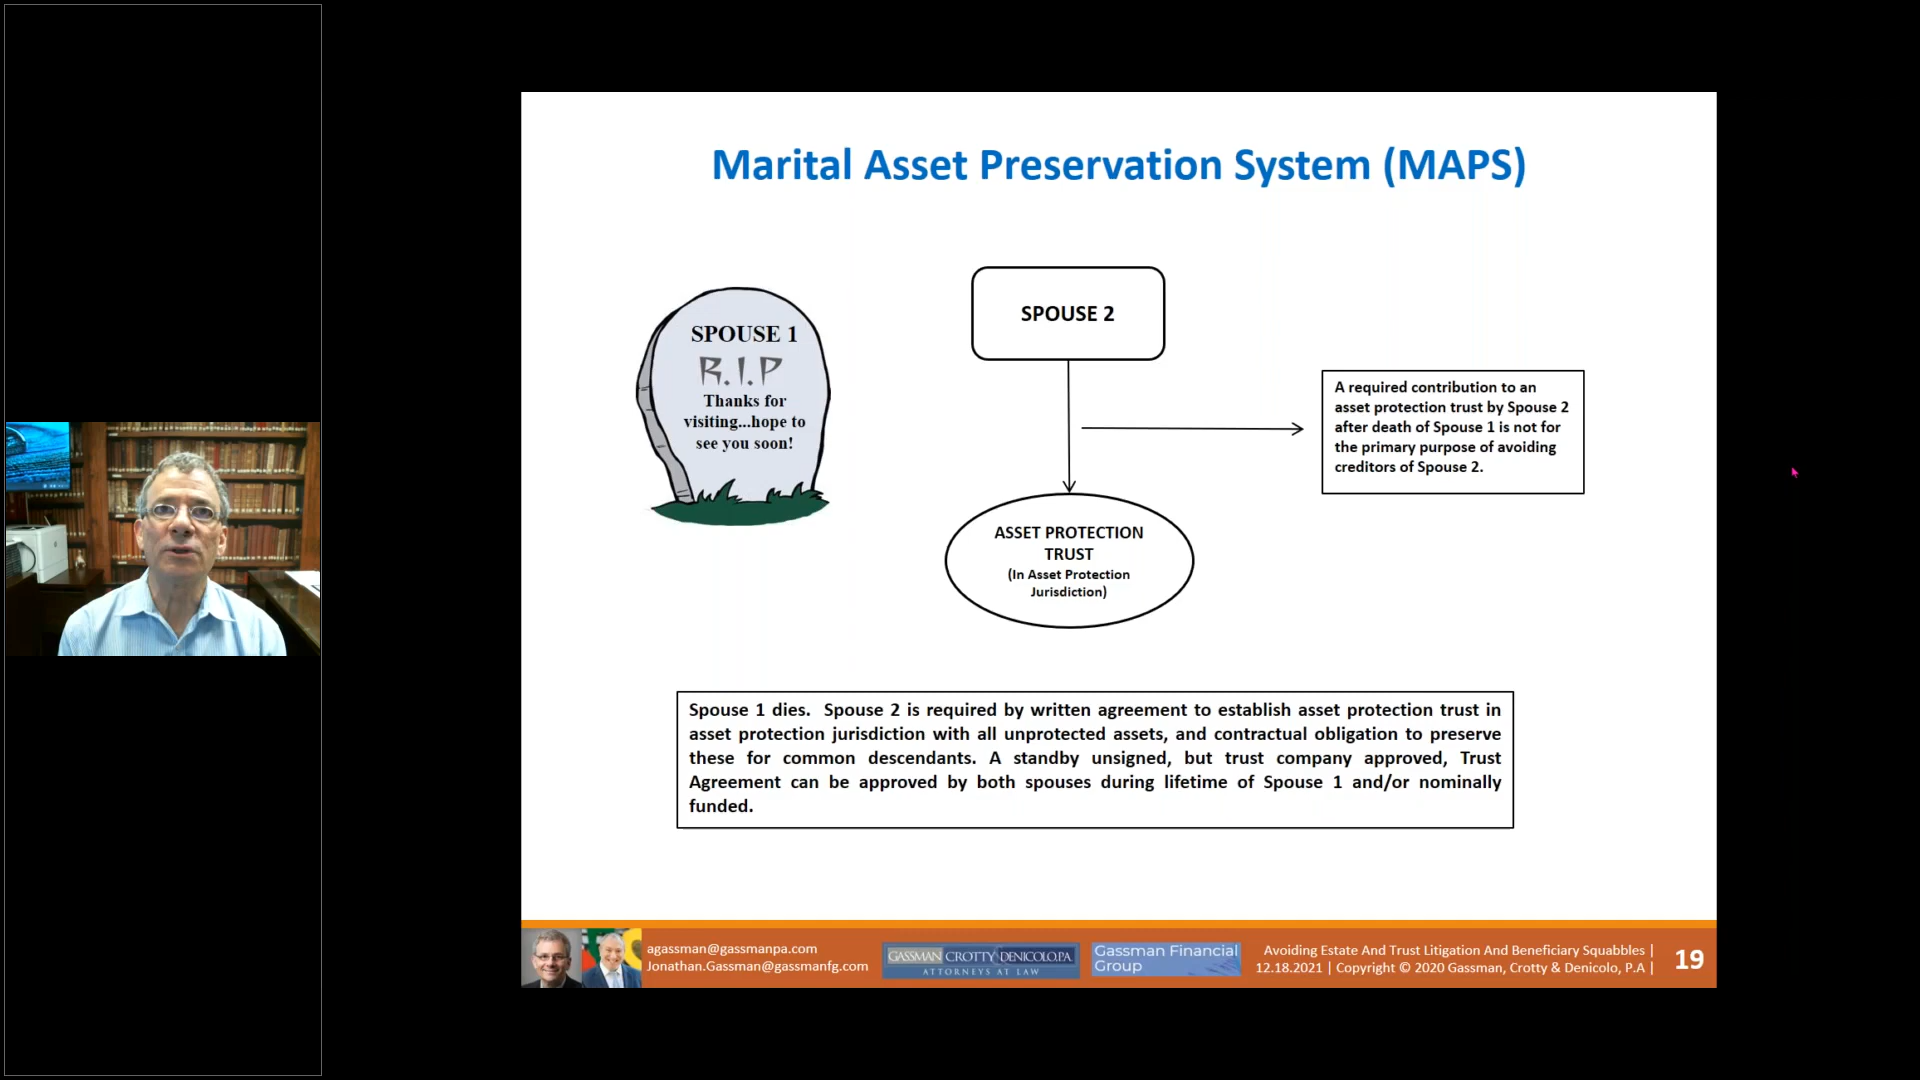 Marital Asset Preservation System (MAPS)
SPOUSE 1
R.I.P
Thanks for
visiting...hope to
see you soon!
SPOUSE 2
A required contribution to an
asset protection trust by Spouse 2
after death of Spouse 1 is not for
the primary purpose of avoiding
creditors of Spouse 2.
ASSET PROTECTION
TRUST
(In Asset Protection
Jurisdiction)
Spouse 1 dies. Spouse 2 is required by written agreement to establish asset protection trust in
asset protection jurisdiction with all unprotected assets, and contractual obligation to preserve
these for common descendants. A standby unsigned, but trust company approved, Trust
Agreement can be approved by both spouses during lifetime of Spouse 1 and/or nominally
funded.
agassman@gassmanpa.com
Jonathan.Gassman@gassmanfg.com
GASSMAN CROTTY DENICOLO, P.A.
ATTORNEYS AT LAW
Gassman Financial
Group
Avoiding Estate And Trust Litigation And Beneficiary Squabbles |
12.18.2021 | Copyright © 2020 Gassman, Crotty & Denicolo, P.A |
19